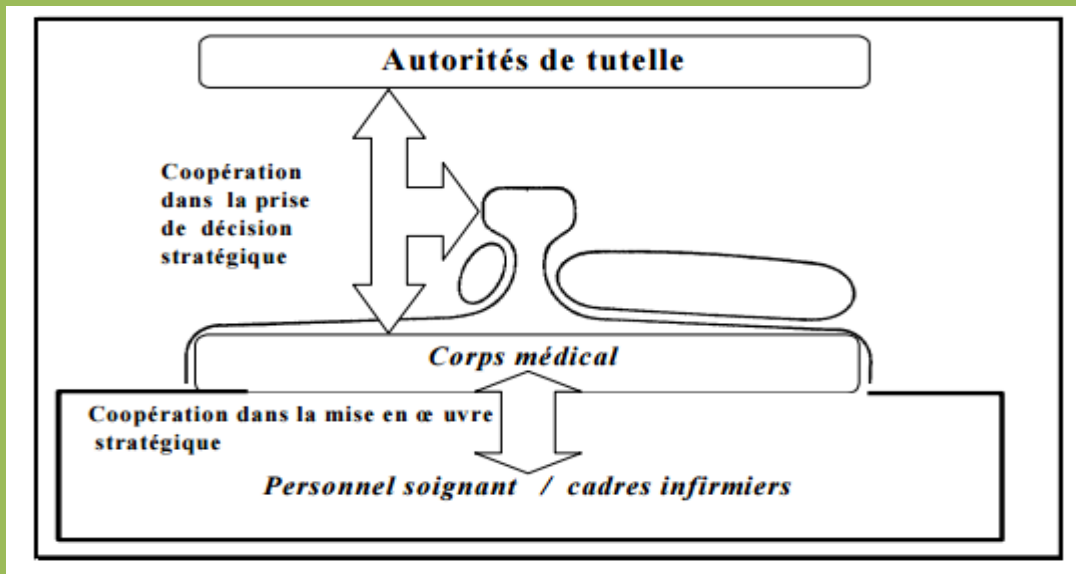 Autorités de tutelle
Coopération
dans la prise
de décision
stratégique
Corps médical
Coopération dans la mise en œ uvre
stratégique
Personnel soignant / cadres infirmiers